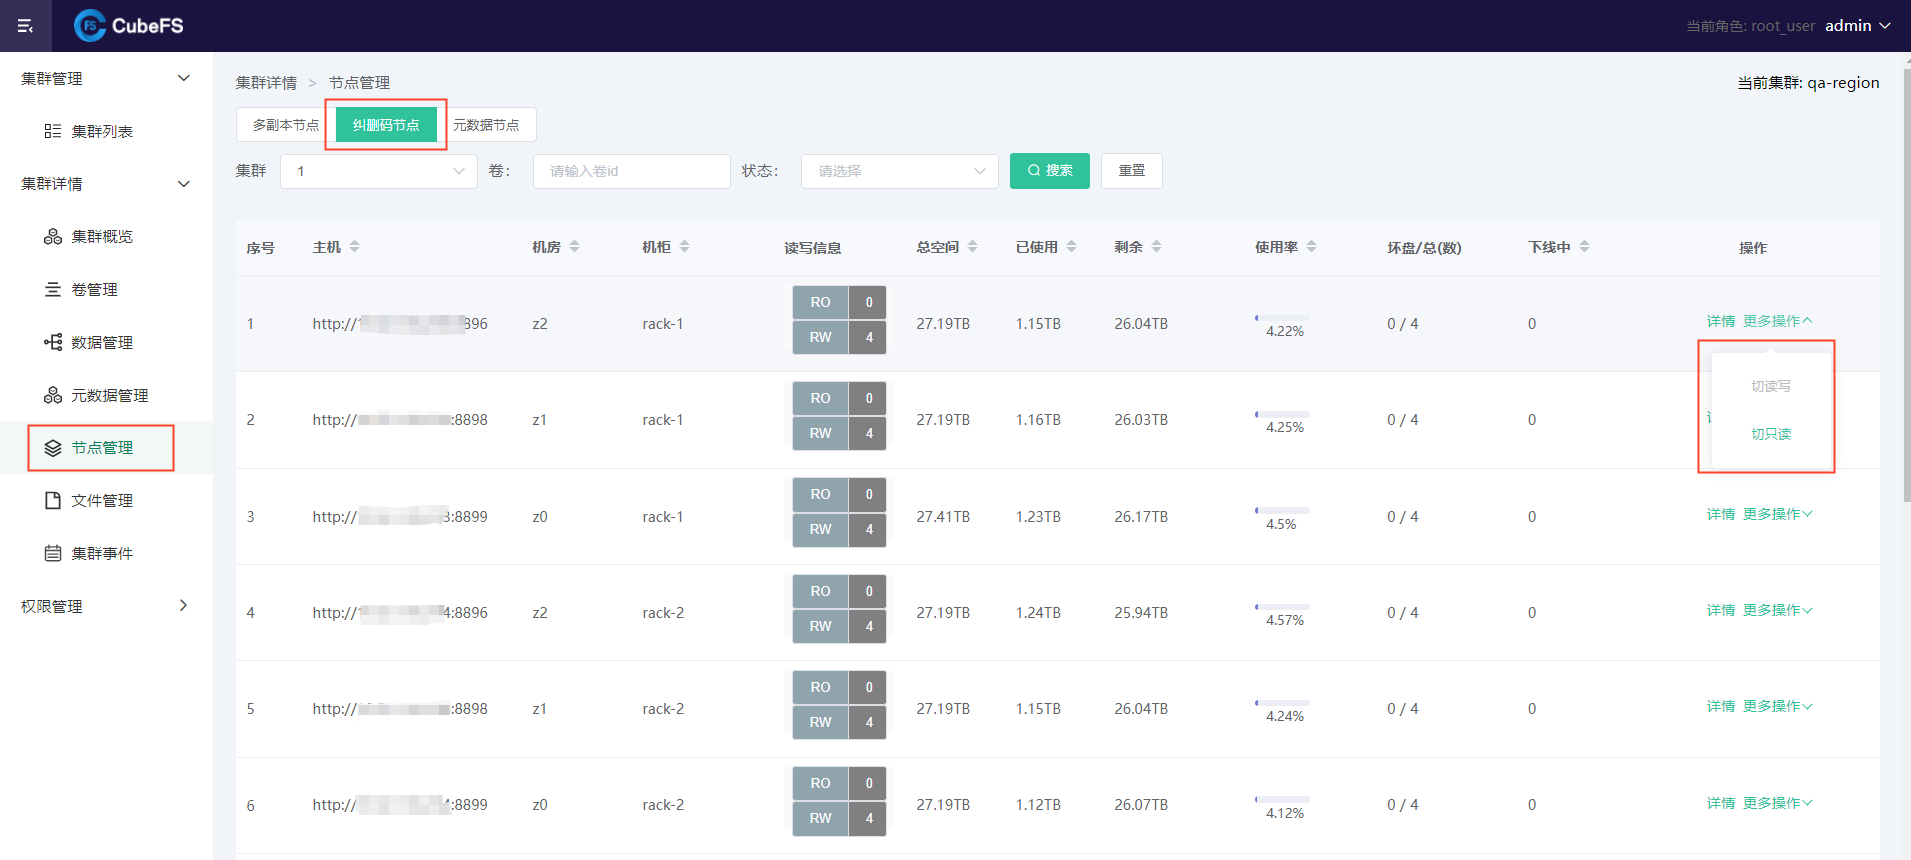 CubeFS
当前角色: root_user admin
集群管理
集群列表
集群详情
集群概览
卷管理
数据管理
元数据管理
节点管理
文件管理
集群事件
权限管理
集群详情 > 节点管理
当前集群: qa-region
多副本节点 纠删码节点 元数据节点
集群 1 卷: 请输入卷id 状态: 请选择 搜索 重置
序号 主机 机房 机柜 读写信息 总空间 已使用 剩余 使用率 坏盘/总(数) 下线中 操作
RO 0
1 http:// 896 z2 rack-1 27.19TB 1.15TB 26.04TB 4.22% 0 / 4 0 详情 更多操作
RW 4
切读写
切只读
RO 0
2 http:// :8898 z1 rack-1 27.19TB 1.16TB 26.03TB 4.25% 0 / 4 0
RW 4
RO 0
3 http:// :8899 z0 rack-1 27.41TB 1.23TB 26.17TB 4.5% 0 / 4 0 详情 更多操作
RW 4
RO 0
4 http:// 4:8896 z2 rack-2 27.19TB 1.24TB 25.94TB 4.57% 0 / 4 0 详情 更多操作
RW 4
RO 0
5 http:// :8898 z1 rack-2 27.19TB 1.15TB 26.04TB 4.24% 0 / 4 0 详情 更多操作
RW 4
RO 0
6 http:// :8899 z0 rack-2 27.19TB 1.12TB 26.07TB 4.12% 0 / 4 0 详情 更多操作
RW 4